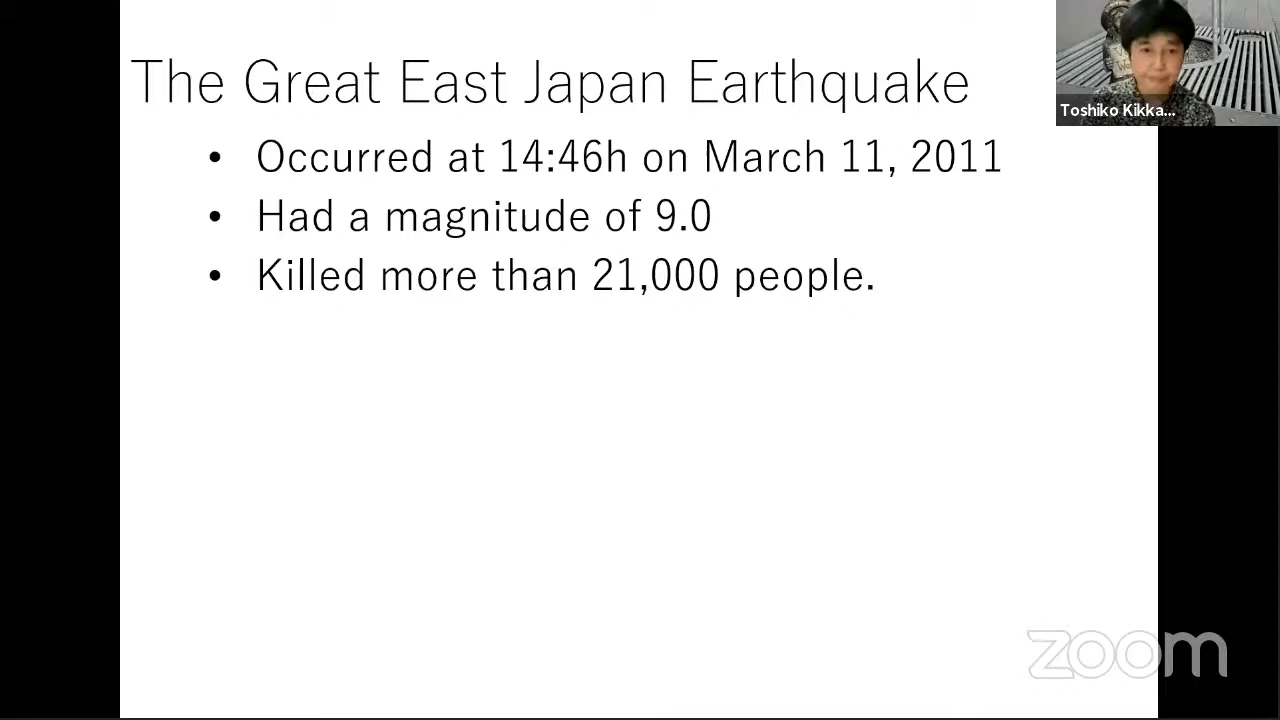 The Great East Japan Earthquake
• Occurred at 14:46h on March 11, 2011
• Had a magnitude of 9.0
• Killed more than 21,000 people.
Toshiko Kikka...
zoom